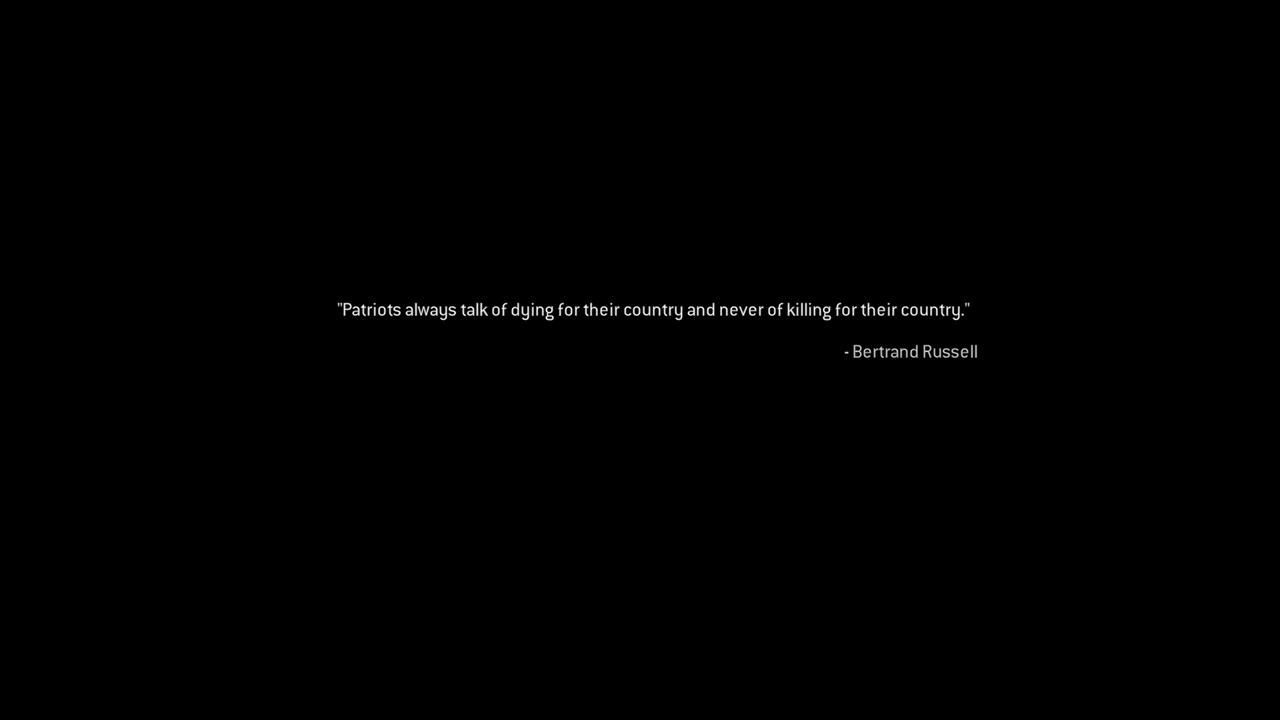 "Patriots always talk of dying for their country and never of killing for their country."
- Bertrand Russell